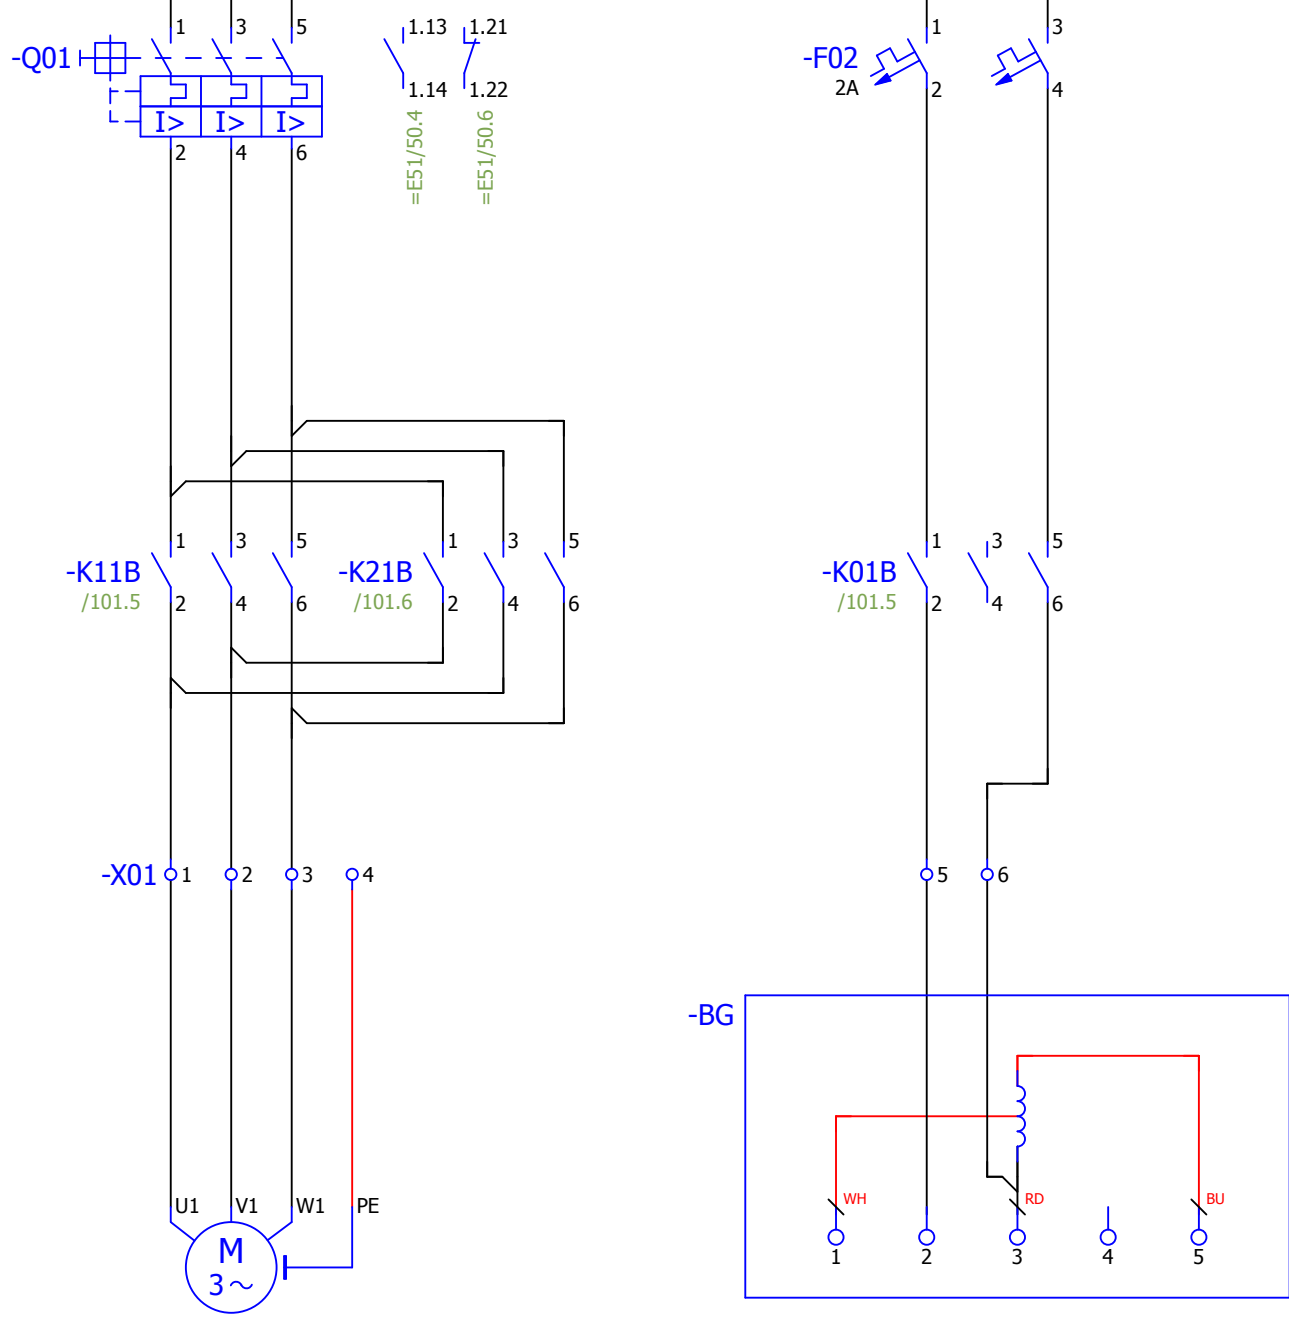 1 3 5 1.13 1.21 1 3
-Q01 -F02
2A
1.14 1.22 2 4
I> I> I>
2 4 6
=E51/50.4 =E51/50.6
1 3 5 1 3 5 1 3 5
-K11B -K21B -K01B
/101.5 2 4 6 /101.6 2 4 6 /101.5 2 4 6
-X01 1 2 3 4 5 6
-BG
WH RD BU
U1 V1 W1 PE
M
3~
1 2 3 4 5